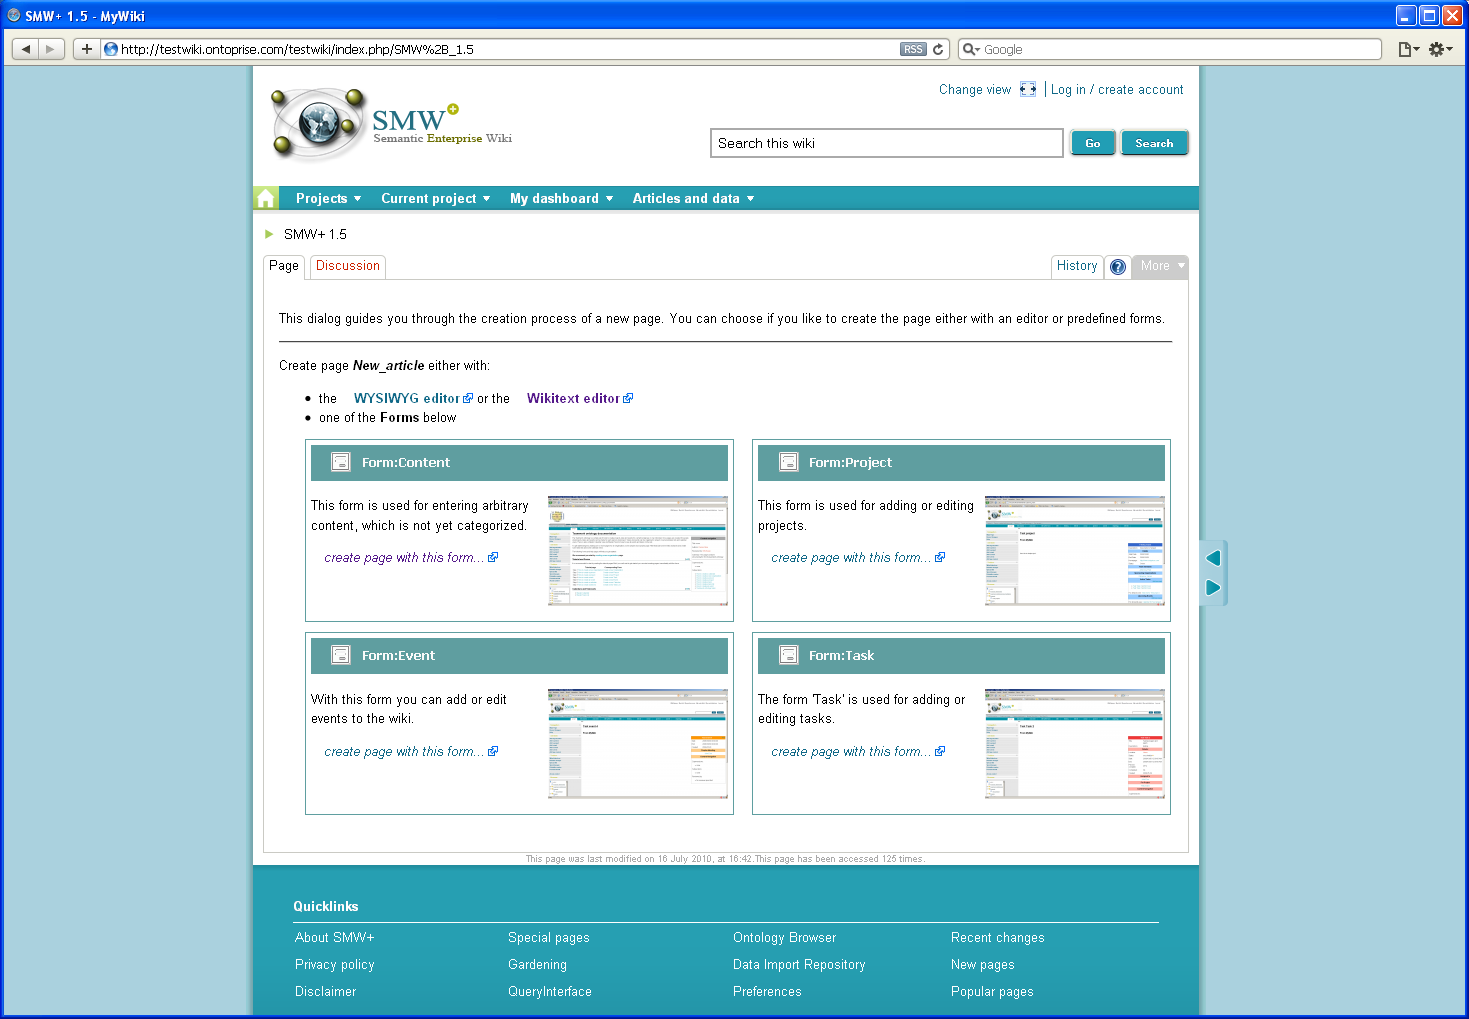 SMW+ 1.5 - MyWiki
http://testwiki.ontoprise.com/testwiki/index.php/SMW%2B_1.5
RSS
Google
Change view
Log in / create account
SMW+
Semantic Enterprise Wiki
Search this wiki
Go
Search
Projects
Current project
My dashboard
Articles and data
SMW+ 1.5
Page
Discussion
History
?
More
This dialog guides you through the creation process of a new page. You can choose if you like to create the page either with an editor or predefined forms.
Create page New_article either with:
• the WYSIWYG editor or the Wikitext editor
• one of the Forms below
Form:Content
This form is used for entering arbitrary
content, which is not yet categorized.
create page with this form...
Form:Project
This form is used for adding or editing
projects.
create page with this form...
Form:Event
With this form you can add or edit
events to the wiki.
create page with this form...
Form:Task
The form 'Task' is used for adding or
editing tasks.
create page with this form...
This page was last modified on 16 July 2010, at 16:42.This page has been accessed 125 times.
Quicklinks
About SMW+
Special pages
Ontology Browser
Recent changes
Privacy policy
Gardening
Data Import Repository
New pages
Disclaimer
QueryInterface
Preferences
Popular pages